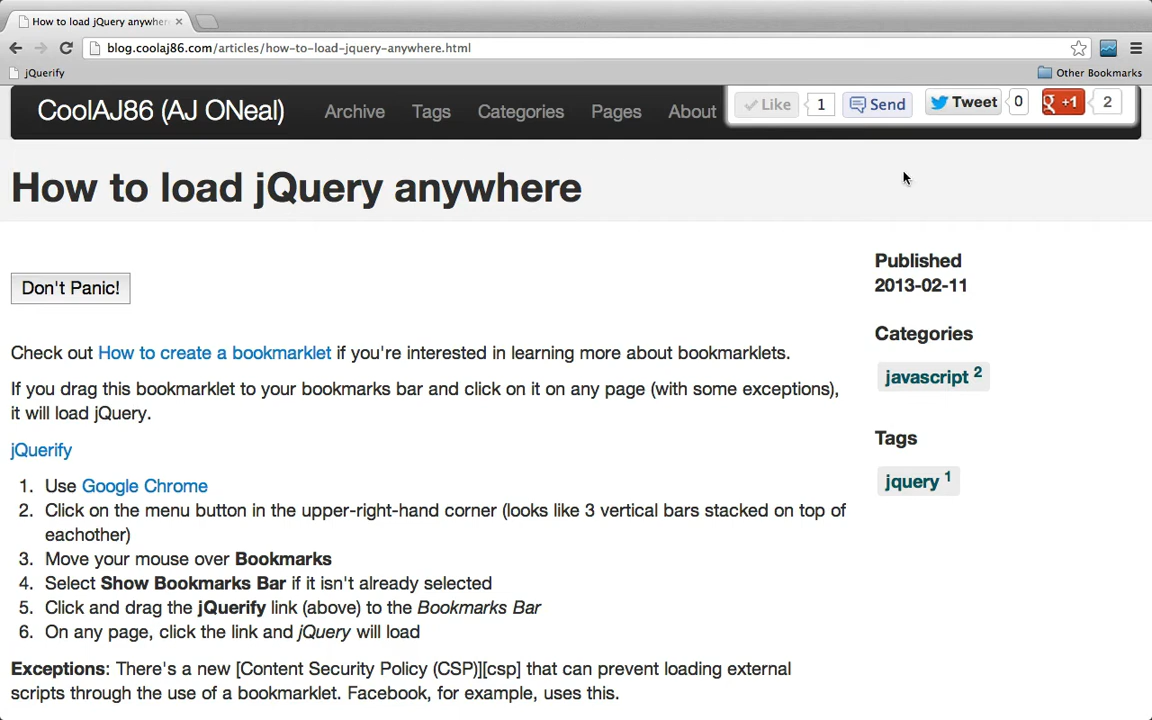 How to load jQuery anywher
blog.coolaj86.com/articles/how-to-load-jquery-anywhere.html
jQuerify
Other Bookmarks
CoolAJ86 (AJ ONeal)
Archive
Tags
Categories
Pages
About
Like
1
Send
Tweet
0
g +1
2
How to load jQuery anywhere
Don't Panic!
Check out How to create a bookmarklet if you're interested in learning more about bookmarklets.
If you drag this bookmarklet to your bookmarks bar and click on it on any page (with some exceptions),
it will load jQuery.
jQuerify
1. Use Google Chrome
2. Click on the menu button in the upper-right-hand corner (looks like 3 vertical bars stacked on top of
eachother)
3. Move your mouse over Bookmarks
4. Select Show Bookmarks Bar if it isn't already selected
5. Click and drag the jQuerify link (above) to the Bookmarks Bar
6. On any page, click the link and jQuery will load
Exceptions: There's a new [Content Security Policy (CSP)][csp] that can prevent loading external
scripts through the use of a bookmarklet. Facebook, for example, uses this.
Published
2013-02-11
Categories
javascript 2
Tags
jquery 1